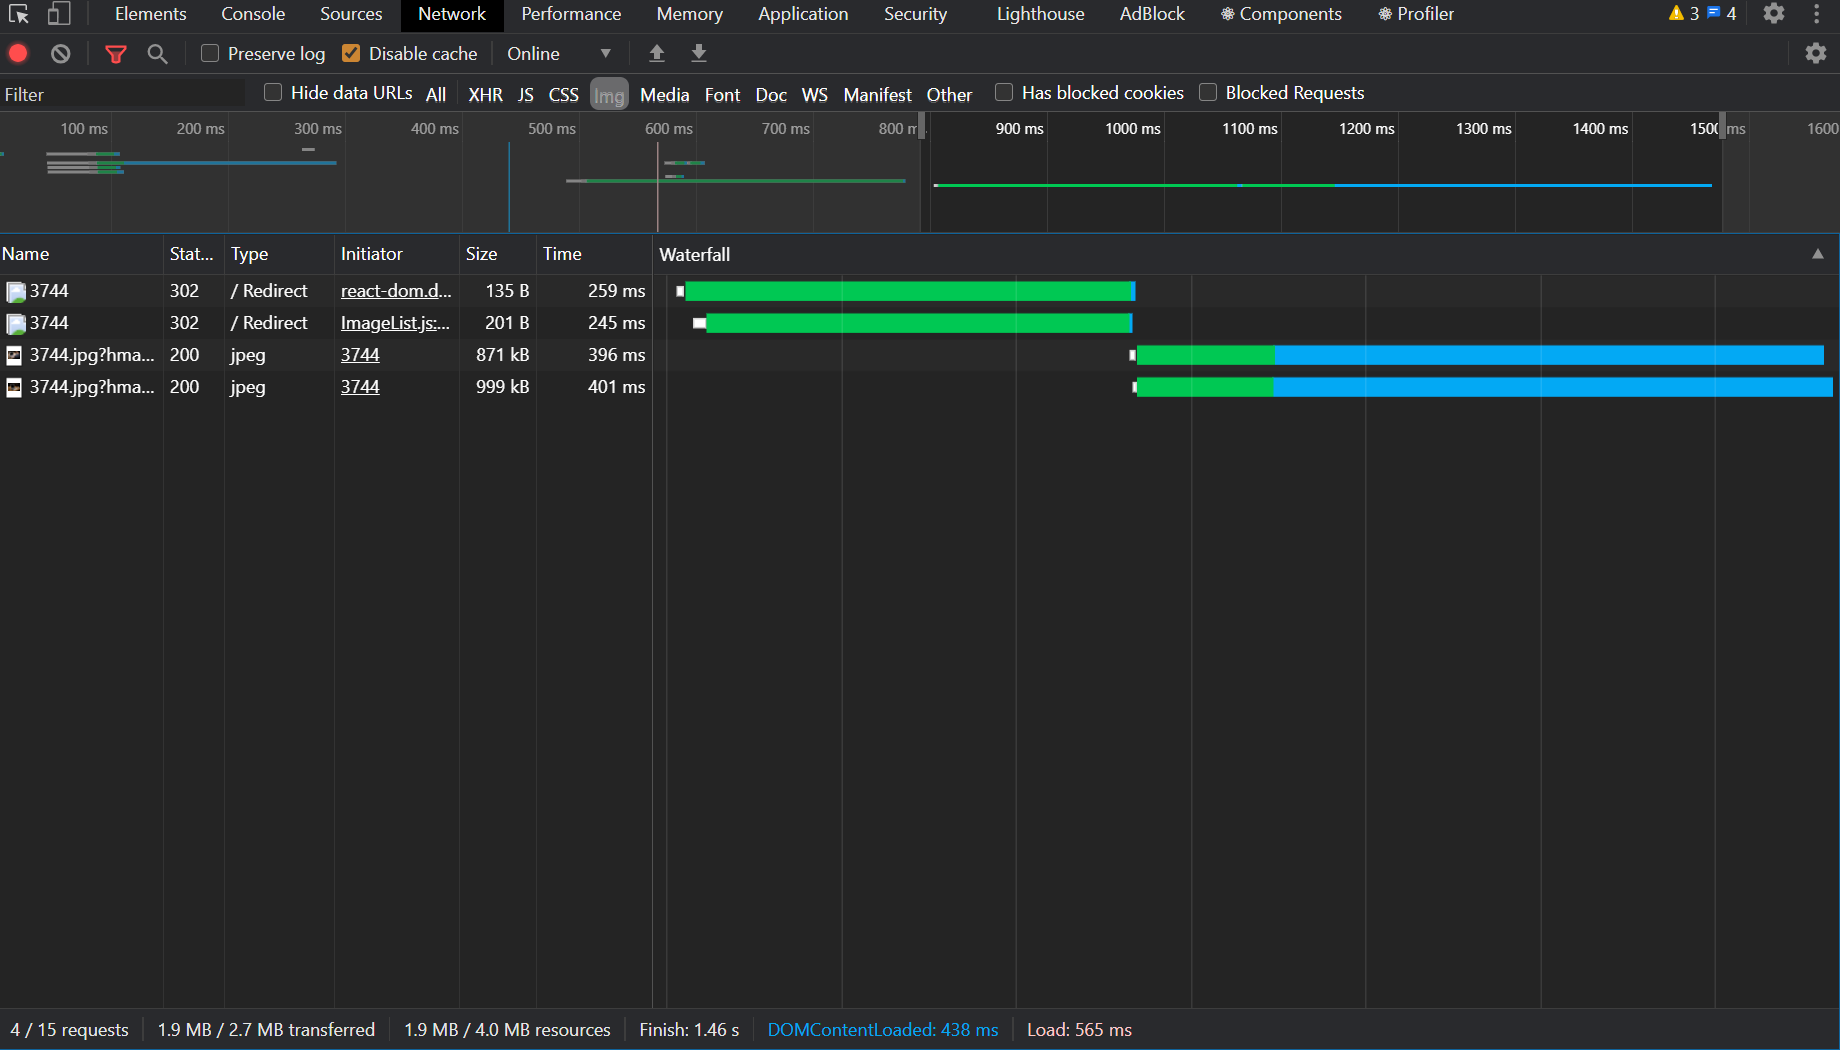 Elements Console Sources Network Performance Memory Application Security Lighthouse AdBlock Components Profiler 3 4
Preserve log Disable cache Online
Filter Hide data URLs All XHR JS CSS Img Media Font Doc WS Manifest Other Has blocked cookies Blocked Requests
100 ms 200 ms 300 ms 400 ms 500 ms 600 ms 700 ms 800 m 900 ms 1000 ms 1100 ms 1200 ms 1300 ms 1400 ms 1500 ms 1600
Name Stat... Type Initiator Size Time Waterfall
3744 302 / Redirect react-dom.d... 135 B 259 ms
3744 302 / Redirect ImageList.js:... 201 B 245 ms
3744.jpg?hma... 200 jpeg 3744 871 kB 396 ms
3744.jpg?hma... 200 jpeg 3744 999 kB 401 ms
4 / 15 requests 1.9 MB / 2.7 MB transferred 1.9 MB / 4.0 MB resources Finish: 1.46 s DOMContentLoaded: 438 ms Load: 565 ms